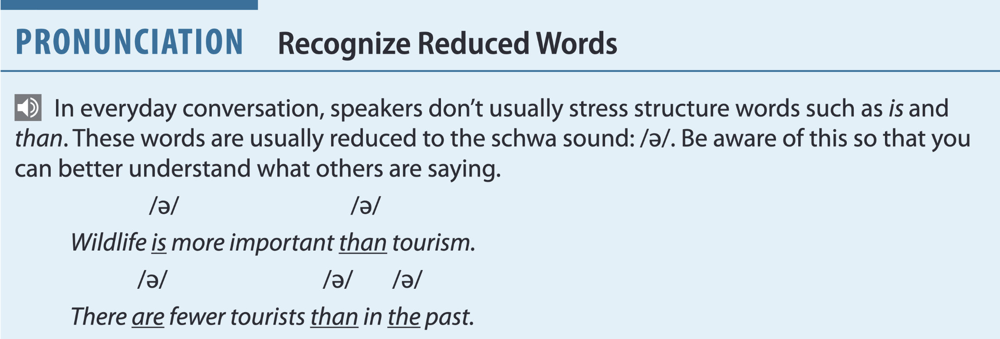 PRONUNCIATION Recognize Reduced Words
In everyday conversation, speakers don’t usually stress structure words such as is and
than. These words are usually reduced to the schwa sound: /ə/. Be aware of this so that you
can better understand what others are saying.
/ə/ /ə/
Wildlife is more important than tourism.
/ə/ /ə/ /ə/
There are fewer tourists than in the past.